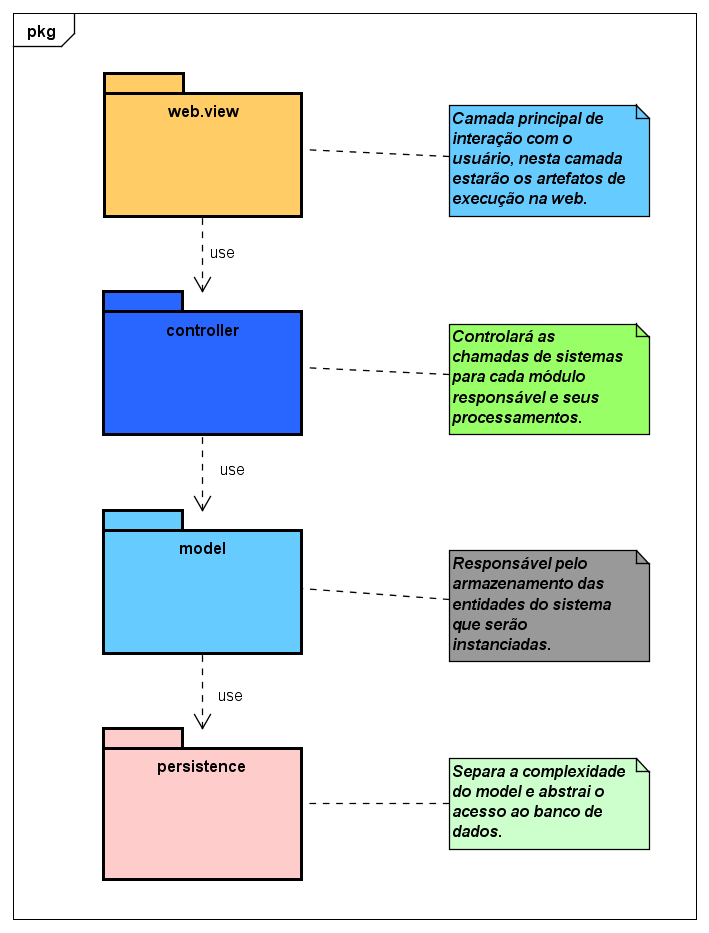 pkg
web.view
Camada principal de
interação com o
usuário, nesta camada
estarão os artefatos de
execução na web.
use
controller
Controlará as
chamadas de sistemas
para cada módulo
responsável e seus
processamentos.
use
model
Responsável pelo
armazenamento das
entidades do sistema
que serão
instanciadas.
use
persistence
Separa a complexidade
do model e abstrai o
acesso ao banco de
dados.